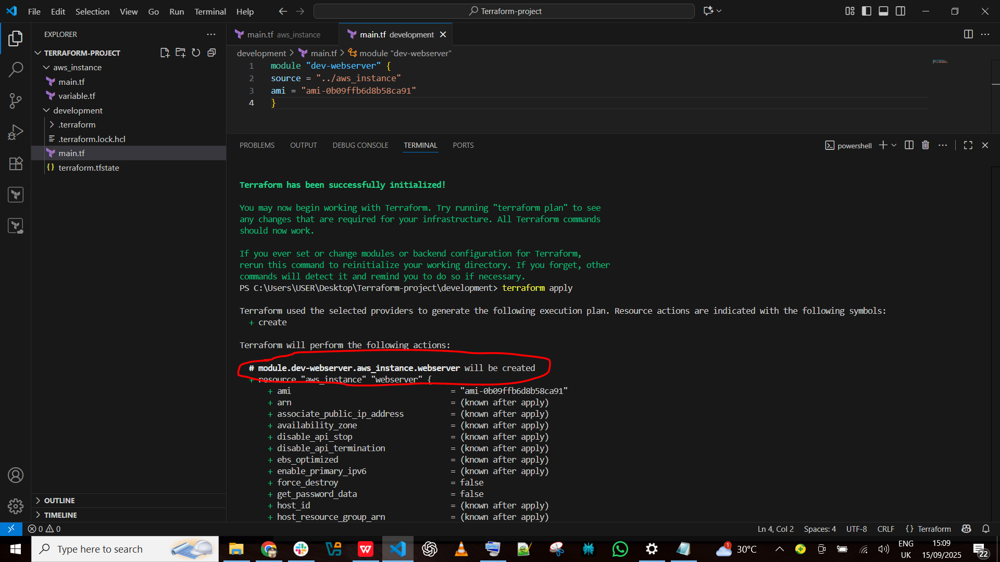 File Edit Selection View Go Run Terminal Help
Terraform-project
EXPLORER
TERRAFORM-PROJECT
aws_instance
main.tf
variable.tf
development
.terraform
.terraform.lock.hcl
main.tf
terraform.tfstate
OUTLINE
TIMELINE
main.tf aws_instance
main.tf development
development > main.tf > module "dev-webserver"
1 module "dev-webserver" {
2 source = "../aws_instance"
3 ami = "ami-0b09ffb6d8b58ca91"
4 }
PROBLEMS OUTPUT DEBUG CONSOLE TERMINAL PORTS
powershell
Terraform has been successfully initialized!
You may now begin working with Terraform. Try running "terraform plan" to see
any changes that are required for your infrastructure. All Terraform commands
should now work.
If you ever set or change modules or backend configuration for Terraform,
rerun this command to reinitialize your working directory. If you forget, other
commands will detect it and remind you to do so if necessary.
PS C:\Users\USER\Desktop\Terraform-project\development> terraform apply
Terraform used the selected providers to generate the following execution plan. Resource actions are indicated with the following symbols:
+ create
Terraform will perform the following actions:
# module.dev-webserver.aws_instance.webserver will be created
+ resource "aws_instance" "webserver" {
+ ami = "ami-0b09ffb6d8b58ca91"
+ arn = (known after apply)
+ associate_public_ip_address = (known after apply)
+ availability_zone = (known after apply)
+ disable_api_stop = (known after apply)
+ disable_api_termination = (known after apply)
+ ebs_optimized = (known after apply)
+ enable_primary_ipv6 = (known after apply)
+ force_destroy = false
+ get_password_data = false
+ host_id = (known after apply)
+ host_resource_group_arn = (known after apply)
0 0
Ln 4, Col 2 Spaces: 4 UTF-8 CRLF {} Terraform
Type here to search
W
1
30°C
ENG
UK
15:09
15/09/2025
22